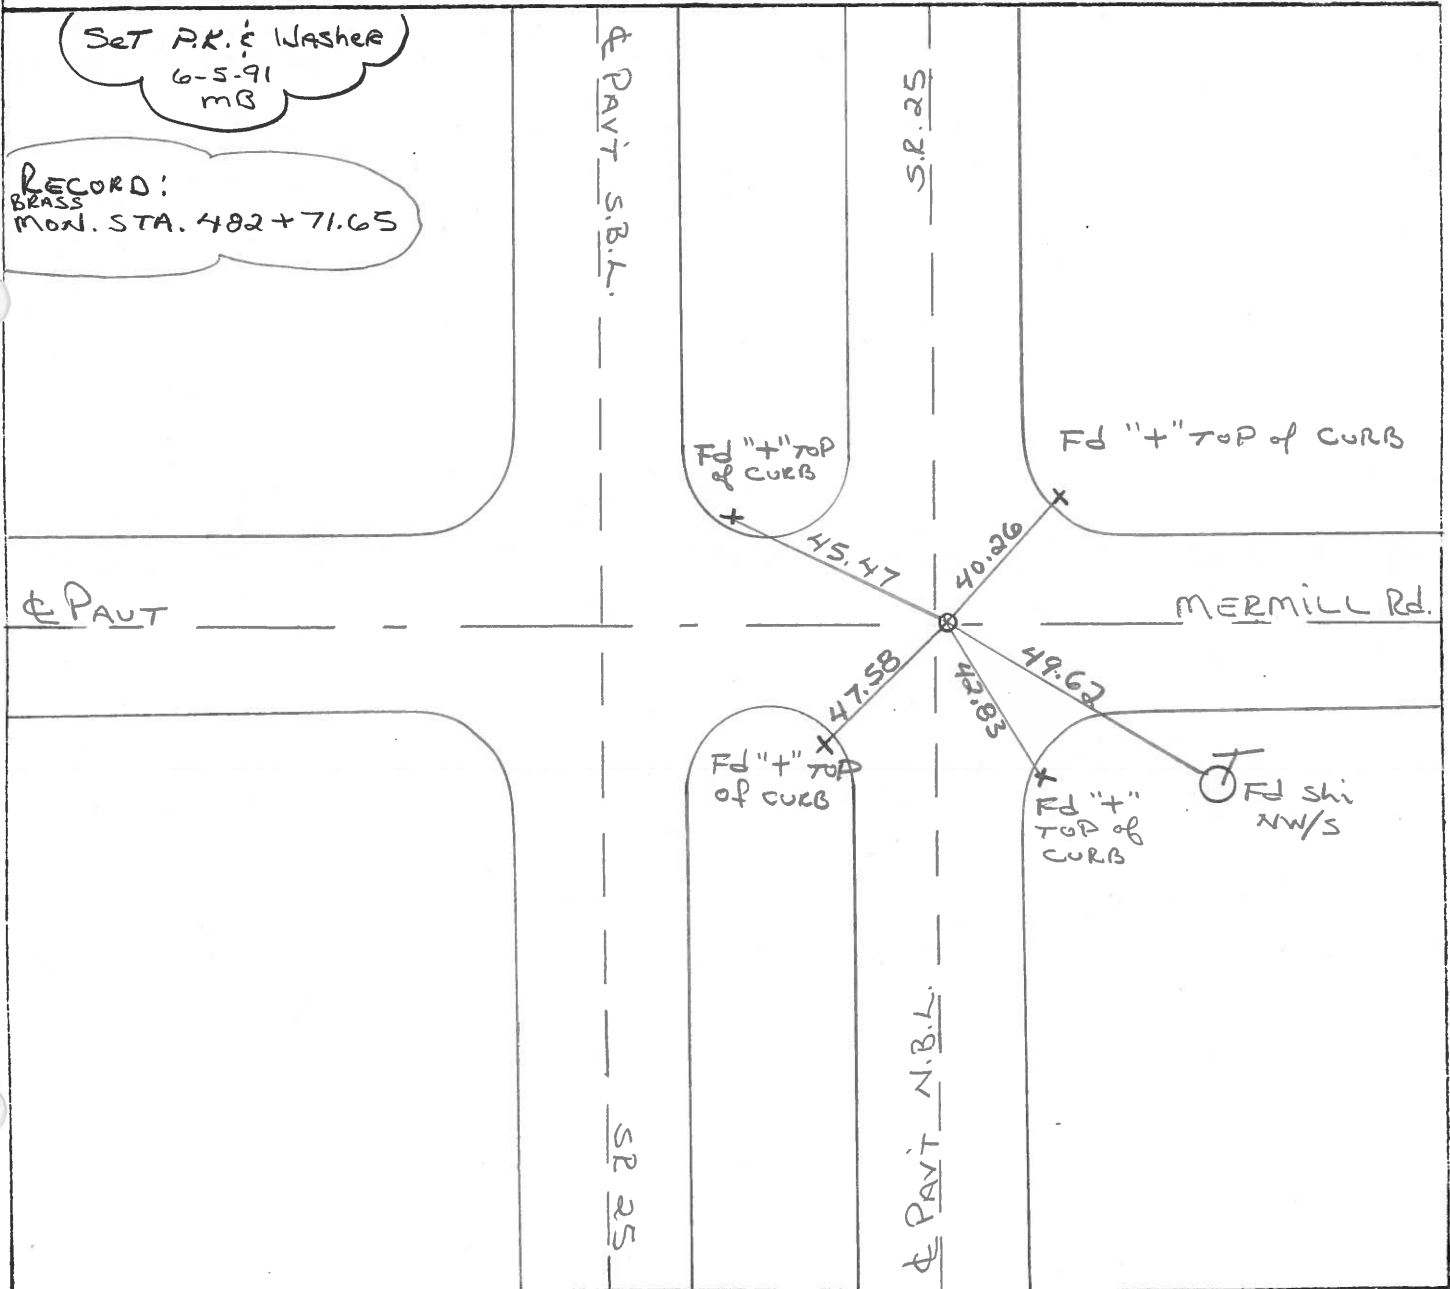 SET P.K. & WASHER
6-5-91
MB
RECORD:
BRASS
MON. STA. 482+71.65
℄ PAV'T S.B.L.
S.R. 25
Fd "+" TOP
of CURB
Fd "+" TOP of CURB
45.47
40.26
℄ PAVT
MERMILL Rd.
47.58
42.83
49.62
Fd "+" TOP
of CURB
Fd "+"
TOP of
CURB
Fd shi
NW/S
SR 25
℄ PAV'T N.B.L.